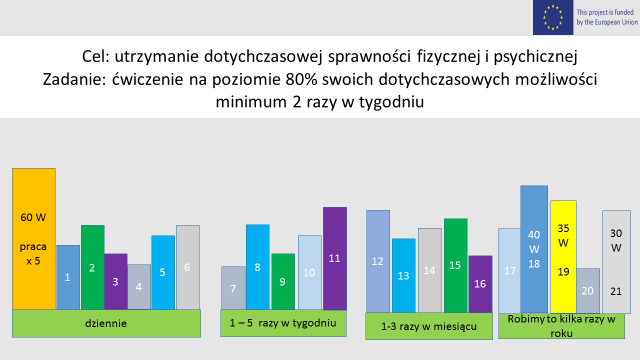 This project is funded
by the European Union
Cel: utrzymanie dotychczasowej sprawności fizycznej i psychicznej
Zadanie: ćwiczenie na poziomie 80% swoich dotychczasowych możliwości
minimum 2 razy w tygodniu
60 W
praca
x 5
1
2
3
4
5
6
7
8
9
10
11
12
13
14
15
16
17
40
W
18
35
W
19
20
30
W
21
dziennie
1 – 5 razy w tygodniu
1-3 razy w miesiącu
Robimy to kilka razy w
roku